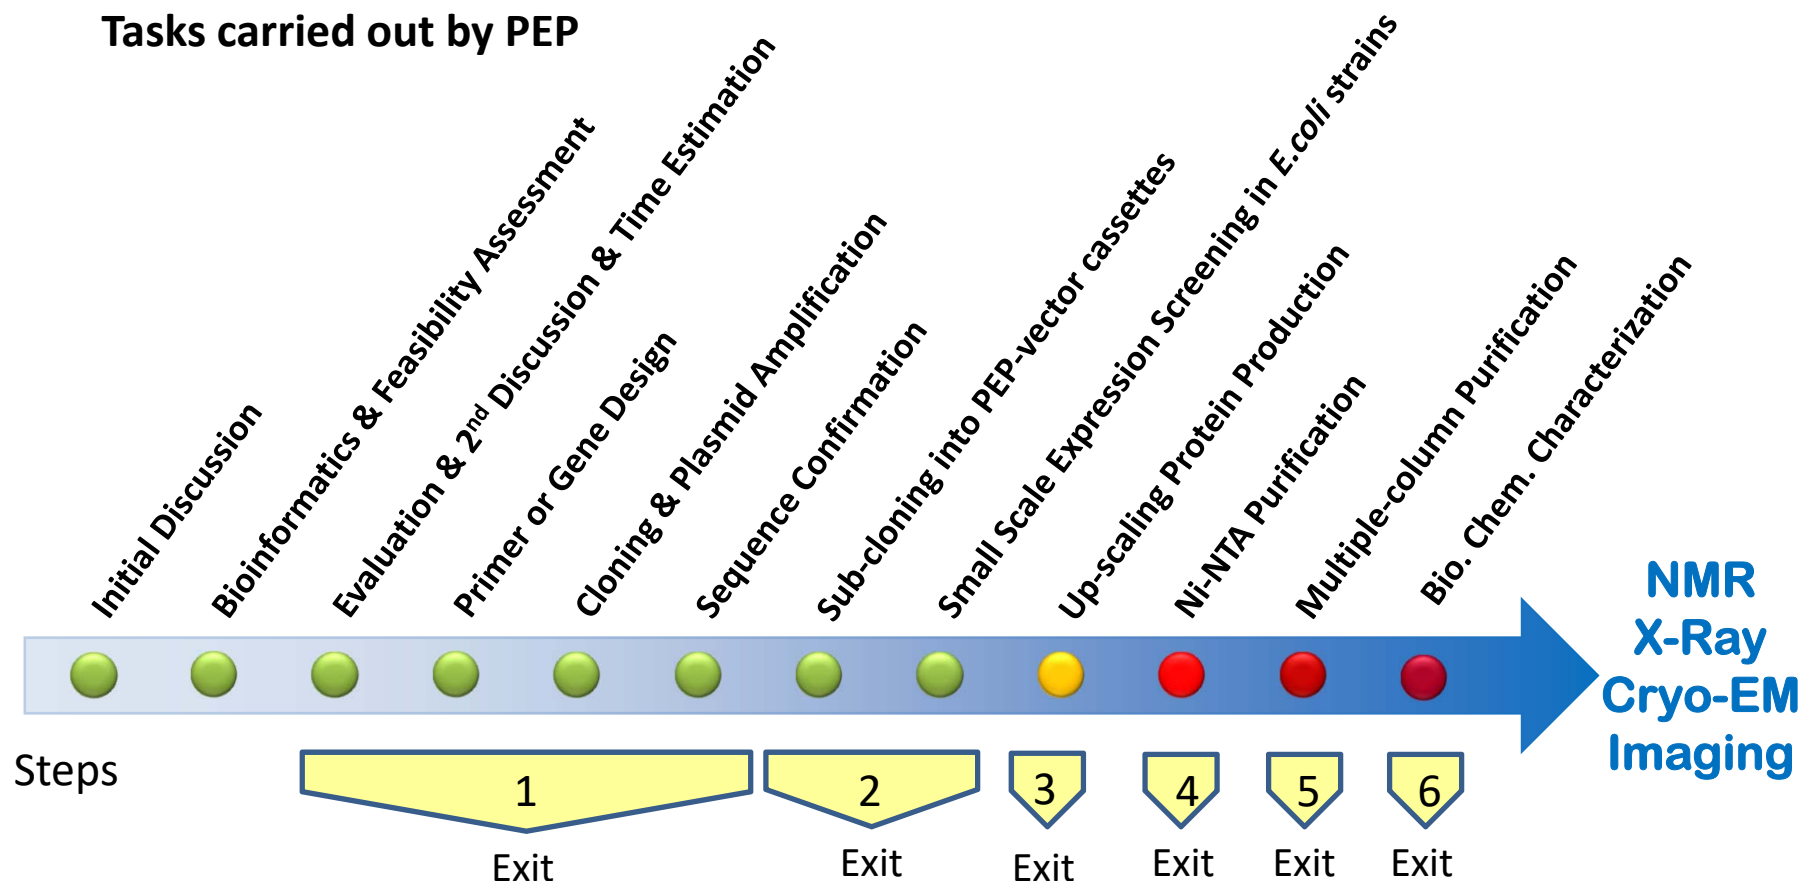 Tasks carried out by PEP
Initial Discussion
Bioinformatics & Feasibility Assessment
Evaluation & 2nd Discussion & Time Estimation
Primer or Gene Design
Cloning & Plasmid Amplification
Sequence Confirmation
Sub-cloning into PEP-vector cassettes
Small Scale Expression Screening in E.coli strains
Up-scaling Protein Production
Ni-NTA Purification
Multiple-column Purification
Bio. Chem. Characterization
NMR
X-Ray
Cryo-EM
Imaging
Steps
1
2
3
4
5
6
Exit
Exit
Exit
Exit
Exit
Exit